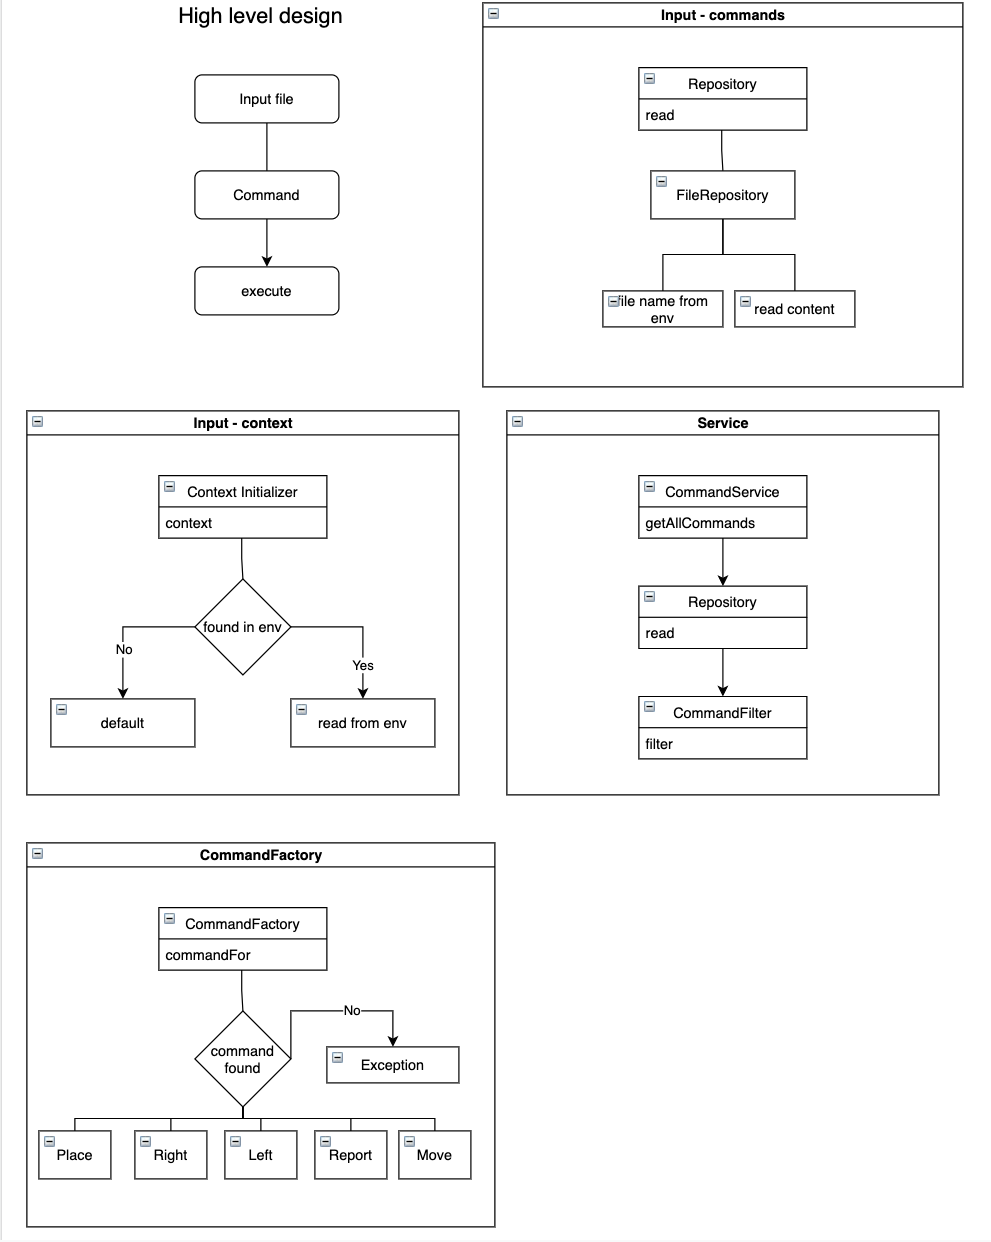 High level design
Input file
Command
execute
Input - commands
Repository
read
FileRepository
file name from
env
read content
Input - context
Context Initializer
context
found in env
No
Yes
default
read from env
Service
CommandService
getAllCommands
Repository
read
CommandFilter
filter
CommandFactory
CommandFactory
commandFor
command
found
No
Exception
Place
Right
Left
Report
Move